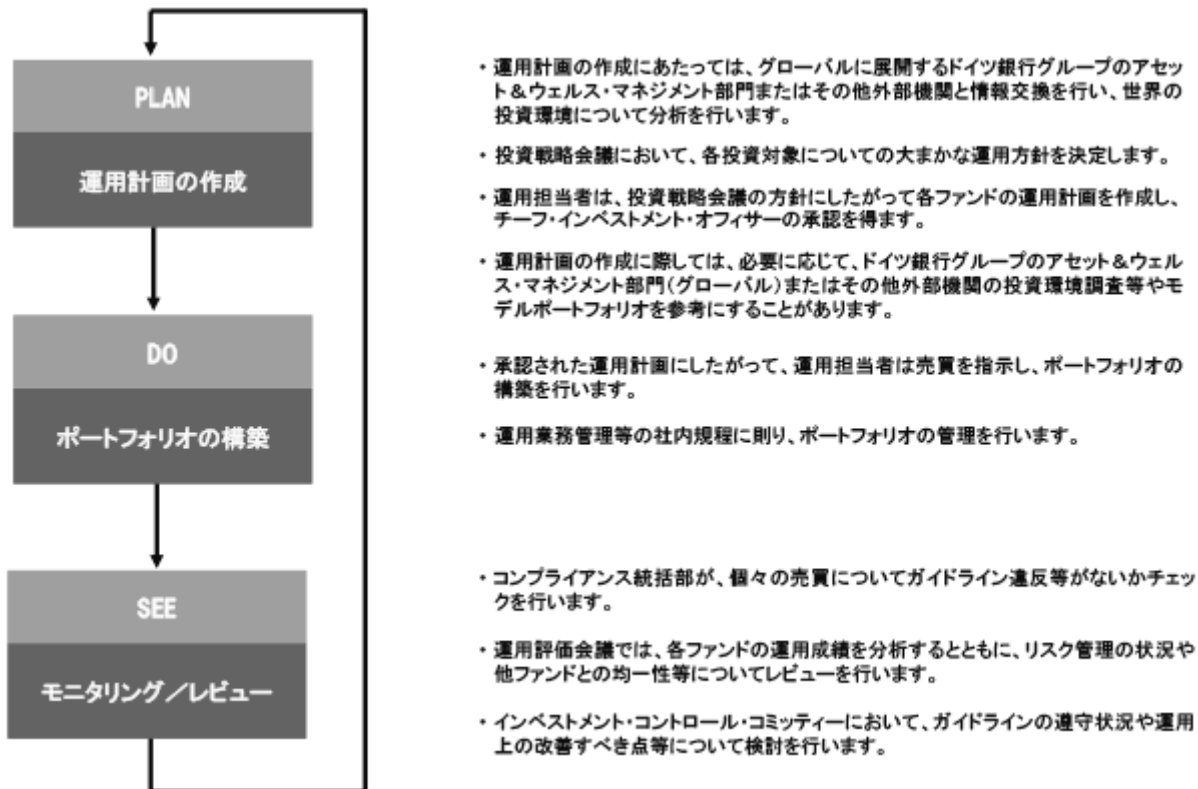 PLAN
運用計画の作成
・運用計画の作成にあたっては、グローバルに展開するドイツ銀行グループのアセッ
ト＆ウェルス・マネジメント部門またはその他外部機関と情報交換を行い、世界の
投資環境について分析を行います。
・投資戦略会議において、各投資対象についての大まかな運用方針を決定します。
・運用担当者は、投資戦略会議の方針にしたがって各ファンドの運用計画を作成し、
チーフ・インベストメント・オフィサーの承認を得ます。
・運用計画の作成に際しては、必要に応じて、ドイツ銀行グループのアセット＆ウェル
ス・マネジメント部門(グローバル)またはその他外部機関の投資環境調査等やモ
デルポートフォリオを参考にすることがあります。
DO
ポートフォリオの構築
・承認された運用計画にしたがって、運用担当者は売買を指示し、ポートフォリオの
構築を行います。
・運用業務管理等の社内規程に則り、ポートフォリオの管理を行います。
SEE
モニタリング／レビュー
・コンプライアンス統括部が、個々の売買についてガイドライン違反等がないかチェッ
クを行います。
・運用評価会議では、各ファンドの運用成績を分析するとともに、リスク管理の状況や
他ファンドとの均一性等についてレビューを行います。
・インベストメント・コントロール・コミッティーにおいて、ガイドラインの遵守状況や運用
上の改善すべき点等について検討を行います。